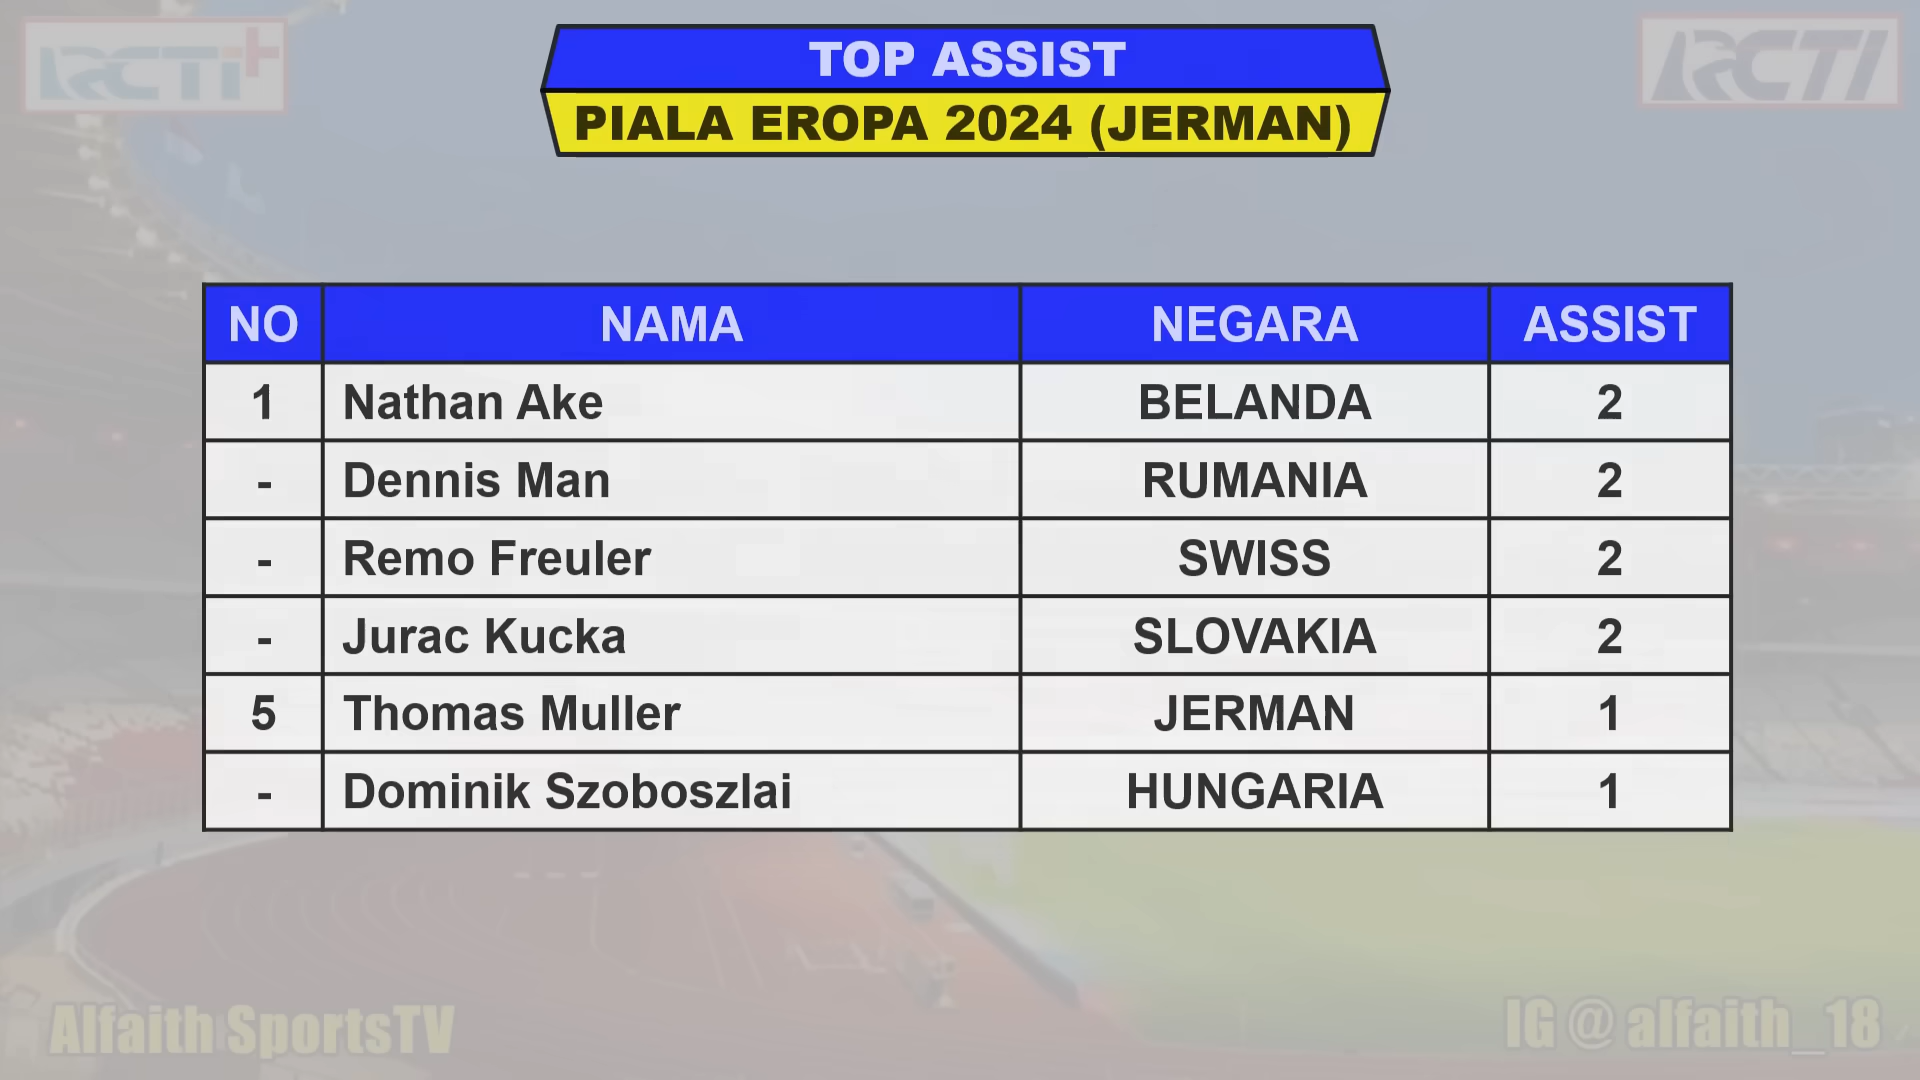 RCTI+
RCTI
TOP ASSIST
PIALA EROPA 2024 (JERMAN)
NO NAMA NEGARA ASSIST
1 Nathan Ake BELANDA 2
- Dennis Man RUMANIA 2
- Remo Freuler SWISS 2
- Jurac Kucka SLOVAKIA 2
5 Thomas Muller JERMAN 1
- Dominik Szoboszlai HUNGARIA 1
Alfaith SportsTV
IG @ alfaith_18